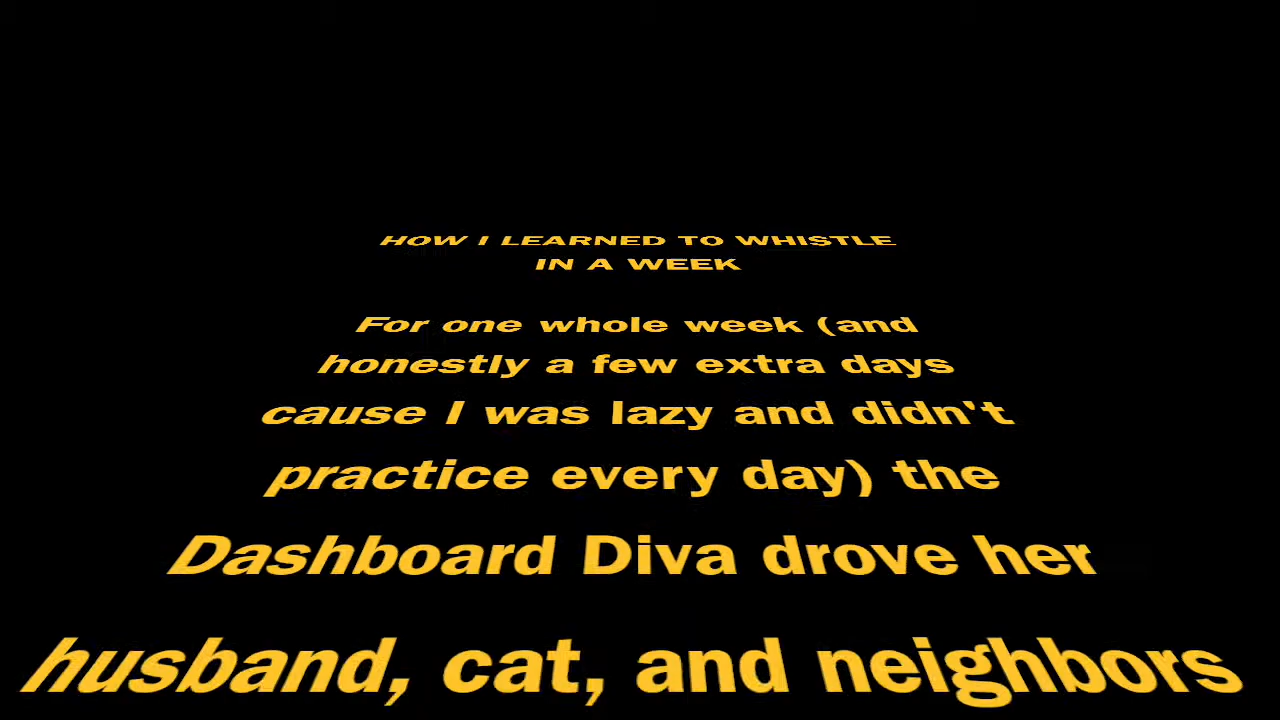 HOW I LEARNED TO WHISTLE
IN A WEEK
For one whole week (and
honestly a few extra days
cause I was lazy and didn't
practice every day) the
Dashboard Diva drove her
husband, cat, and neighbors